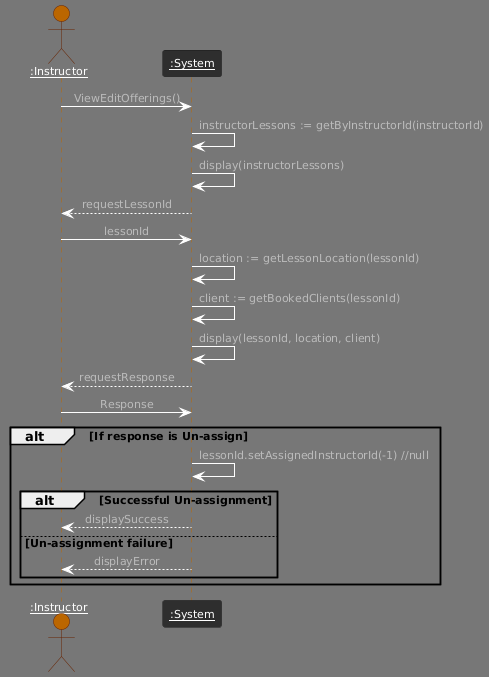 :Instructor
:System
ViewEditOfferings()
instructorLessons := getByInstructorId(instructorId)
display(instructorLessons)
requestLessonId
lessonId
location := getLessonLocation(lessonId)
client := getBookedClients(lessonId)
display(lessonId, location, client)
requestResponse
Response
alt [If response is Un-assign]
lessonId.setAssignedInstructorId(-1) //null
alt [Successful Un-assignment]
displaySuccess
[Un-assignment failure]
displayError
:Instructor
:System